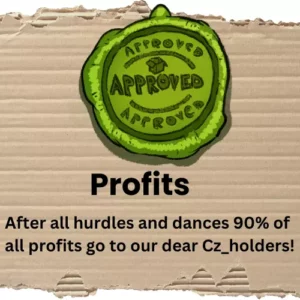 APPROVED
APPROVED
APPROVED
Profits
After all hurdles and dances 90% of
all profits go to our dear Cz_holders!